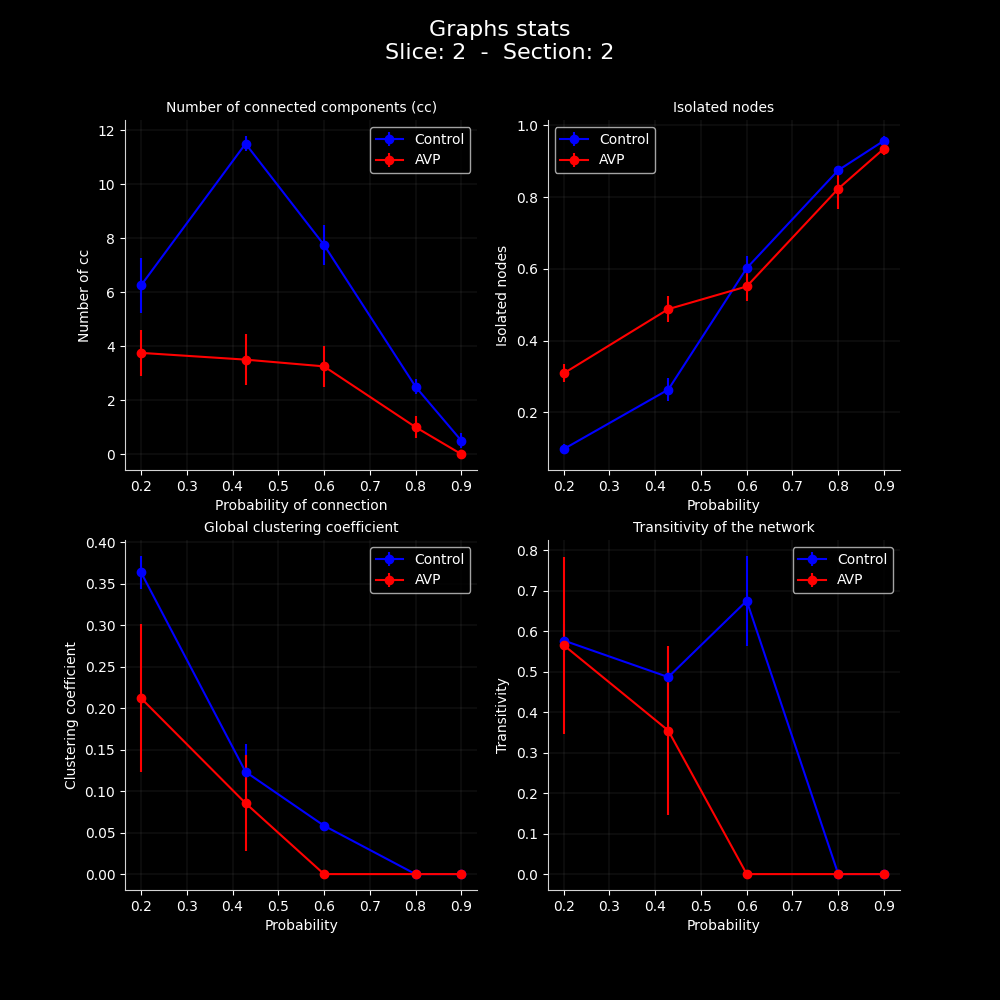 Graphs stats
Slice: 2  -  Section: 2
Number of connected components (cc)
Control
AVP
12
10
8
6
4
2
0
Number of cc
0.2 0.3 0.4 0.5 0.6 0.7 0.8 0.9
Probability of connection
Isolated nodes
Control
AVP
1.0
0.8
0.6
0.4
0.2
Isolated nodes
0.2 0.3 0.4 0.5 0.6 0.7 0.8 0.9
Probability
Global clustering coefficient
Control
AVP
0.40
0.35
0.30
0.25
0.20
0.15
0.10
0.05
0.00
Clustering coefficient
0.2 0.3 0.4 0.5 0.6 0.7 0.8 0.9
Probability
Transitivity of the network
Control
AVP
0.8
0.7
0.6
0.5
0.4
0.3
0.2
0.1
0.0
Transitivity
0.2 0.3 0.4 0.5 0.6 0.7 0.8 0.9
Probability